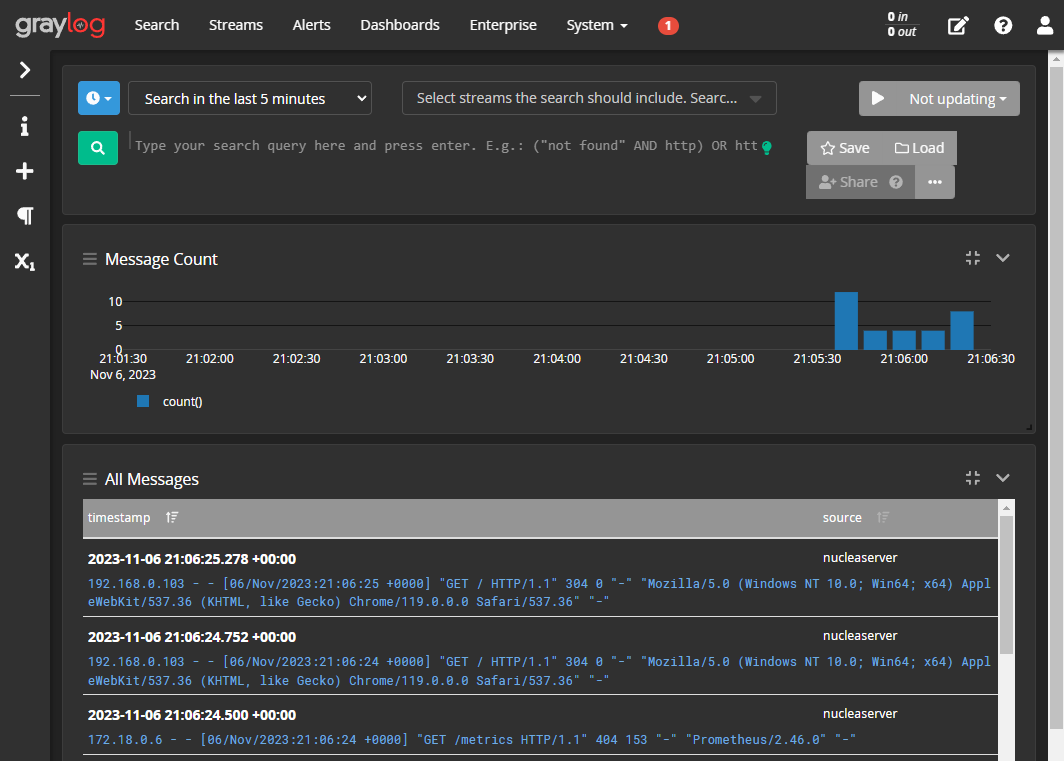 graylog Search Streams Alerts Dashboards Enterprise System 1 0 in
0 out
Search in the last 5 minutes Select streams the search should include. Searc... Not updating
Type your search query here and press enter. E.g.: ("not found" AND http) OR htt Save Load
Share
Message Count
10
5
0
21:01:30 21:02:00 21:02:30 21:03:00 21:03:30 21:04:00 21:04:30 21:05:00 21:05:30 21:06:00 21:06:30
Nov 6, 2023
count()
All Messages
timestamp source
2023-11-06 21:06:25.278 +00:00 nucleaserver
192.168.0.103 - - [06/Nov/2023:21:06:25 +0000] "GET / HTTP/1.1" 304 0 "-" "Mozilla/5.0 (Windows NT 10.0; Win64; x64) Appl
eWebKit/537.36 (KHTML, like Gecko) Chrome/119.0.0.0 Safari/537.36" "-"
2023-11-06 21:06:24.752 +00:00 nucleaserver
192.168.0.103 - - [06/Nov/2023:21:06:24 +0000] "GET / HTTP/1.1" 304 0 "-" "Mozilla/5.0 (Windows NT 10.0; Win64; x64) Appl
eWebKit/537.36 (KHTML, like Gecko) Chrome/119.0.0.0 Safari/537.36" "-"
2023-11-06 21:06:24.500 +00:00 nucleaserver
172.18.0.6 - - [06/Nov/2023:21:06:24 +0000] "GET /metrics HTTP/1.1" 404 153 "-" "Prometheus/2.46.0" "-"